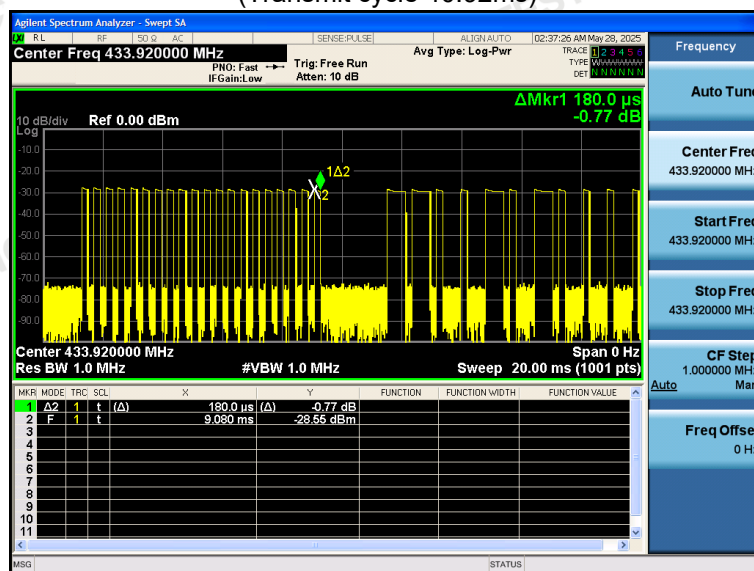 (Transmit cycle 49.92ms)
Agilent Spectrum Analyzer - Swept SA
LXI RL RF 50 Ω AC SENSE:PULSE ALIGN AUTO 02:37:26 AM May 28, 2025
Center Freq 433.920000 MHz
PNO: Fast
IFGain:Low
Trig: Free Run
Atten: 10 dB
Avg Type: Log-Pwr
TRACE 1 2 3 4 5 6
TYPE WWWWWW
DET N N N N N N
ΔMkr1 180.0 µs
-0.77 dB
10 dB/div Ref 0.00 dBm
Log
-10.0
-20.0
-30.0
-40.0
-50.0
-60.0
-70.0
-80.0
-90.0
1Δ2
2
Center 433.920000 MHz Span 0 Hz
Res BW 1.0 MHz #VBW 1.0 MHz Sweep 20.00 ms (1001 pts)
MKR MODE TRC SCL X Y FUNCTION FUNCTION WIDTH FUNCTION VALUE
1 Δ2 1 t (Δ) 180.0 µs (Δ) -0.77 dB
2 F 1 t 9.080 ms -28.55 dBm
3
4
5
6
7
8
9
10
11
MSG STATUS
Frequency
Auto Tune
Center Freq
433.920000 MHz
Start Freq
433.920000 MHz
Stop Freq
433.920000 MHz
CF Step
1.000000 MHz
Auto Man
Freq Offset
0 Hz